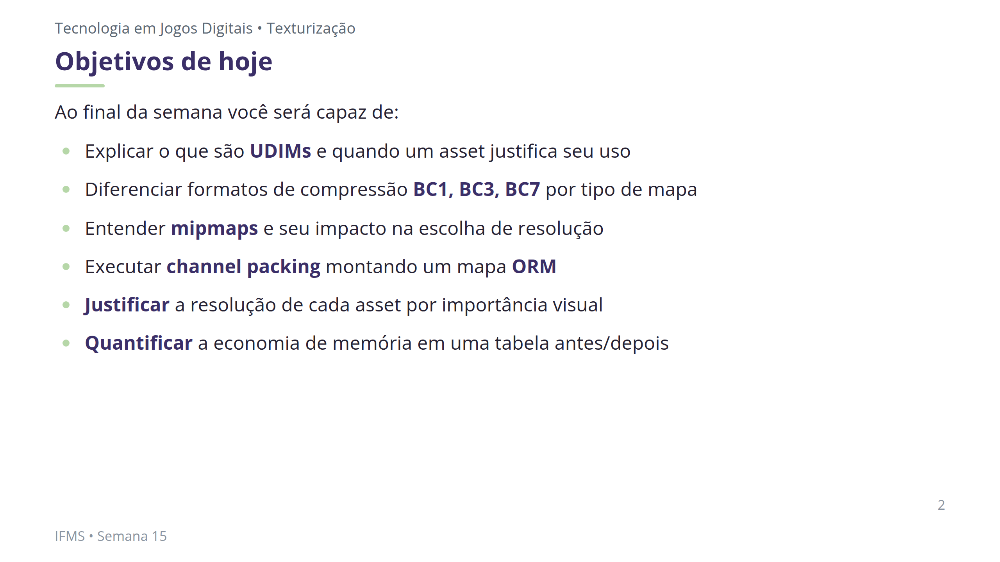 Tecnologia em Jogos Digitais • Texturização
Objetivos de hoje
Ao final da semana você será capaz de:
• Explicar o que são UDIMs e quando um asset justifica seu uso
• Diferenciar formatos de compressão BC1, BC3, BC7 por tipo de mapa
• Entender mipmaps e seu impacto na escolha de resolução
• Executar channel packing montando um mapa ORM
• Justificar a resolução de cada asset por importância visual
• Quantificar a economia de memória em uma tabela antes/depois
2
IFMS • Semana 15